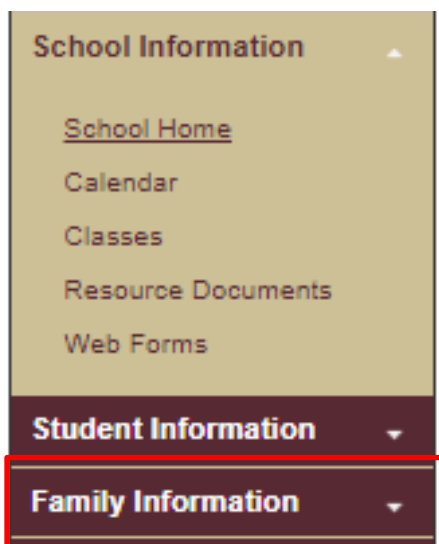 School Information
School Home
Calendar
Classes
Resource Documents
Web Forms
Student Information
Family Information